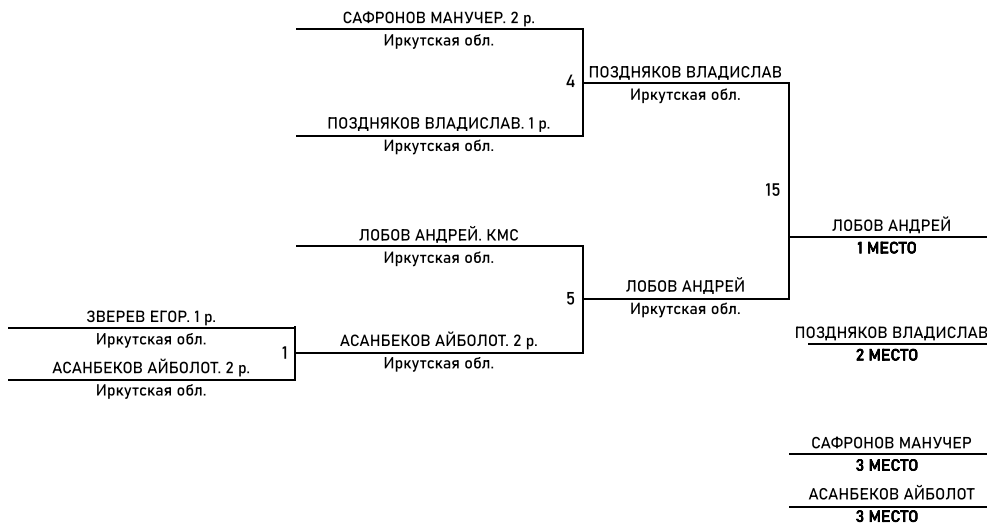 САФРОНОВ МАНУЧЕР. 2 р.
Иркутская обл.
4
ПОЗДНЯКОВ ВЛАДИСЛАВ
Иркутская обл.
ПОЗДНЯКОВ ВЛАДИСЛАВ. 1 р.
Иркутская обл.
15
ЛОБОВ АНДРЕЙ
1 МЕСТО
ЛОБОВ АНДРЕЙ. КМС
Иркутская обл.
5
ЛОБОВ АНДРЕЙ
Иркутская обл.
ЗВЕРЕВ ЕГОР. 1 р.
Иркутская обл.
1
АСАНБЕКОВ АЙБОЛОТ. 2 р.
Иркутская обл.
АСАНБЕКОВ АЙБОЛОТ. 2 р.
Иркутская обл.
ПОЗДНЯКОВ ВЛАДИСЛАВ
2 МЕСТО
САФРОНОВ МАНУЧЕР
3 МЕСТО
АСАНБЕКОВ АЙБОЛОТ
3 МЕСТО